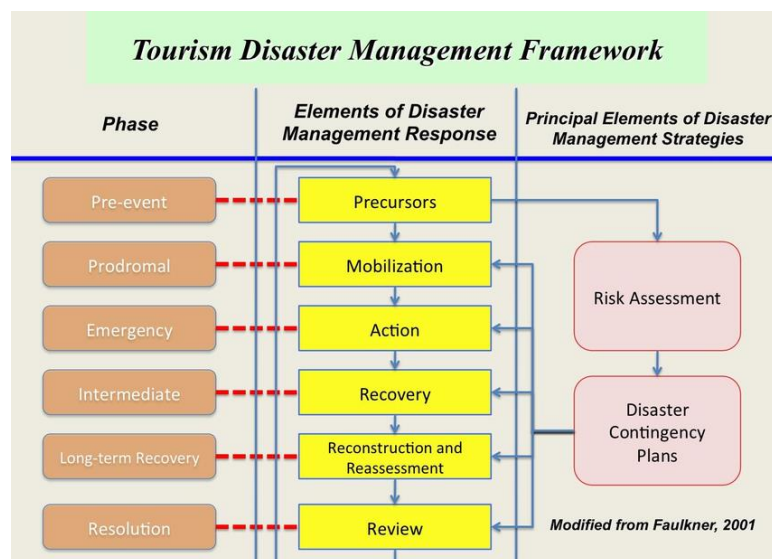 Tourism Disaster Management Framework
Phase
Elements of Disaster
Management Response
Principal Elements of Disaster
Management Strategies
Pre-event
Precursors
Prodromal
Mobilization
Risk Assessment
Emergency
Action
Intermediate
Recovery
Disaster
Contingency
Plans
Long-term Recovery
Reconstruction and
Reassessment
Resolution
Review
Modified from Faulkner, 2001